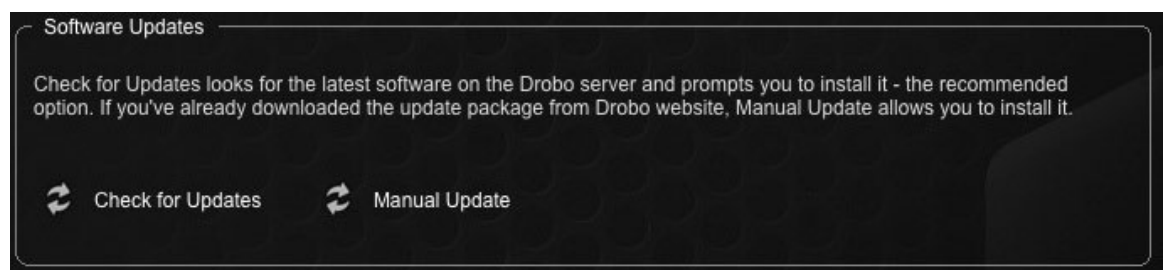 Software Updates
Check for Updates looks for the latest software on the Drobo server and prompts you to install it - the recommended
option. If you've already downloaded the update package from Drobo website, Manual Update allows you to install it.
Check for Updates Manual Update